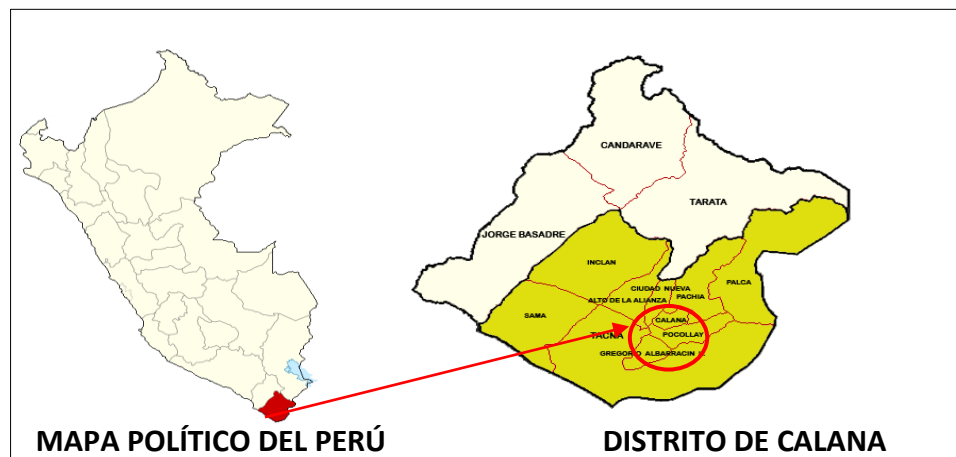 CANDARAVE
TARATA
JORGE BASADRE
INCLAN
PALCA
CIUDAD NUEVA
ALTO DE LA ALIANZA
PACHIA
SAMA
CALANA
TACNA
POCOLLAY
GREGORIO ALBARRACIN
MAPA POLÍTICO DEL PERÚ
DISTRITO DE CALANA